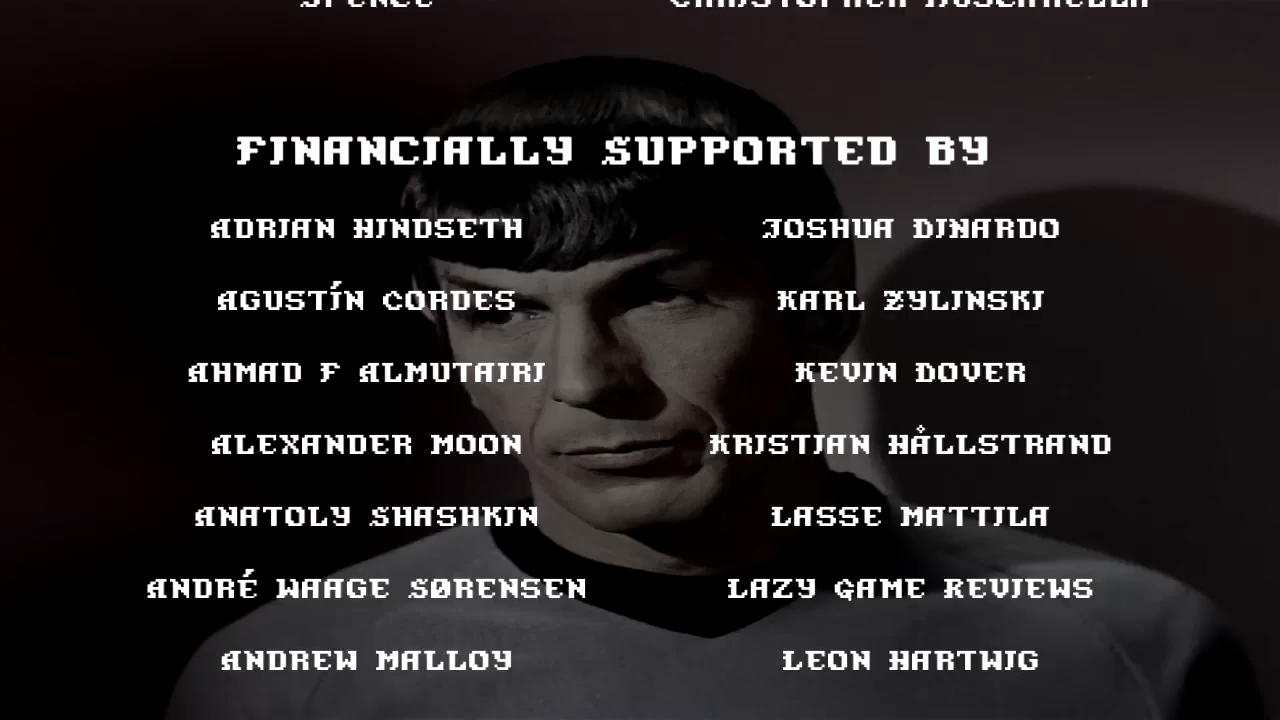 FINANCIALLY SUPPORTED BY
ADRIAN HINDSETH JOSHUA DINARDO
AGUSTÍN CORDES KARL ZYLINSKI
AHMAD F ALMUTAIRI KEVIN DOVER
ALEXANDER MOON KRISTIAN HÅLLSTRAND
ANATOLY SHASHKIN LASSE MATTILA
ANDRÉ WAAGE SØRENSEN LAZY GAME REVIEWS
ANDREW MALLOY LEON HARTWIG